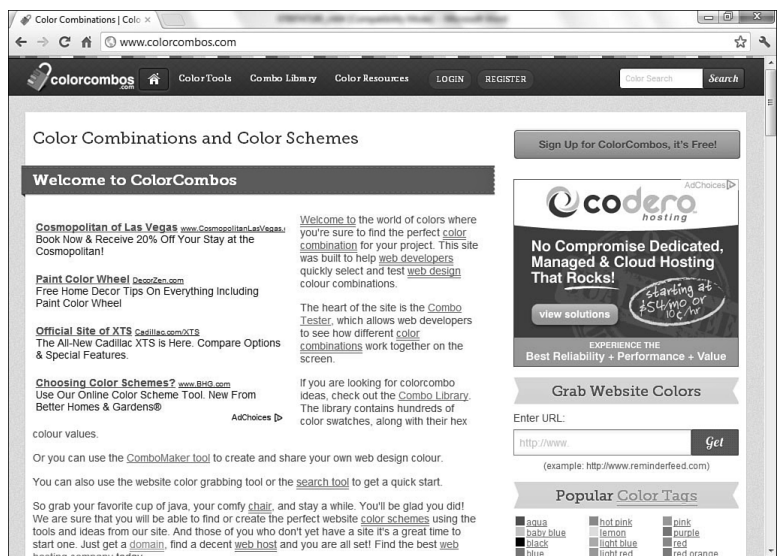 Color Combinations | Colo
www.colorcombos.com
colorcombos
.com
Color Tools Combo Library Color Resources LOGIN REGISTER
Color Search Search
Color Combinations and Color Schemes
Welcome to ColorCombos
Cosmopolitan of Las Vegas www.CosmopolitanLasVegas.
Book Now & Receive 20% Off Your Stay at the
Cosmopolitan!
Paint Color Wheel DecorZen.com
Free Home Decor Tips On Everything Including
Paint Color Wheel
Official Site of XTS Cadillac.com/XTS
The All-New Cadillac XTS is Here. Compare Options
& Special Features.
Choosing Color Schemes? www.BHG.com
Use Our Online Color Scheme Tool. New From
Better Homes & Gardens®
AdChoices
Welcome to the world of colors where
you're sure to find the perfect color
combination for your project. This site
was built to help web developers
quickly select and test web design
colour combinations.
The heart of the site is the Combo
Tester, which allows web developers
to see how different color
combinations work together on the
screen.
If you are looking for colorcombo
ideas, check out the Combo Library.
The library contains hundreds of
color swatches, along with their hex
colour values.
Or you can use the ComboMaker tool to create and share your own web design colour.
You can also use the website color grabbing tool or the search tool to get a quick start.
So grab your favorite cup of java, your comfy chair, and stay a while. You'll be glad you did!
We are sure that you will be able to find or create the perfect website color schemes using the
tools and ideas from our site. And those of you who don't yet have a site it's a great time to
start one. Just get a domain, find a decent web host and you are all set! Find the best web
hosting company today.
Sign Up for ColorCombos, it's Free!
AdChoices
codero
hosting
No Compromise Dedicated,
Managed & Cloud Hosting
That Rocks!
starting at
$54/mo or
10¢/hr
view solutions
EXPERIENCE THE
Best Reliability + Performance + Value
Grab Website Colors
Enter URL:
http://www. Get
(example: http://www.reminderfeed.com)
Popular Color Tags
aqua hot pink pink
baby blue lemon purple
black light blue red
blue light red red orange